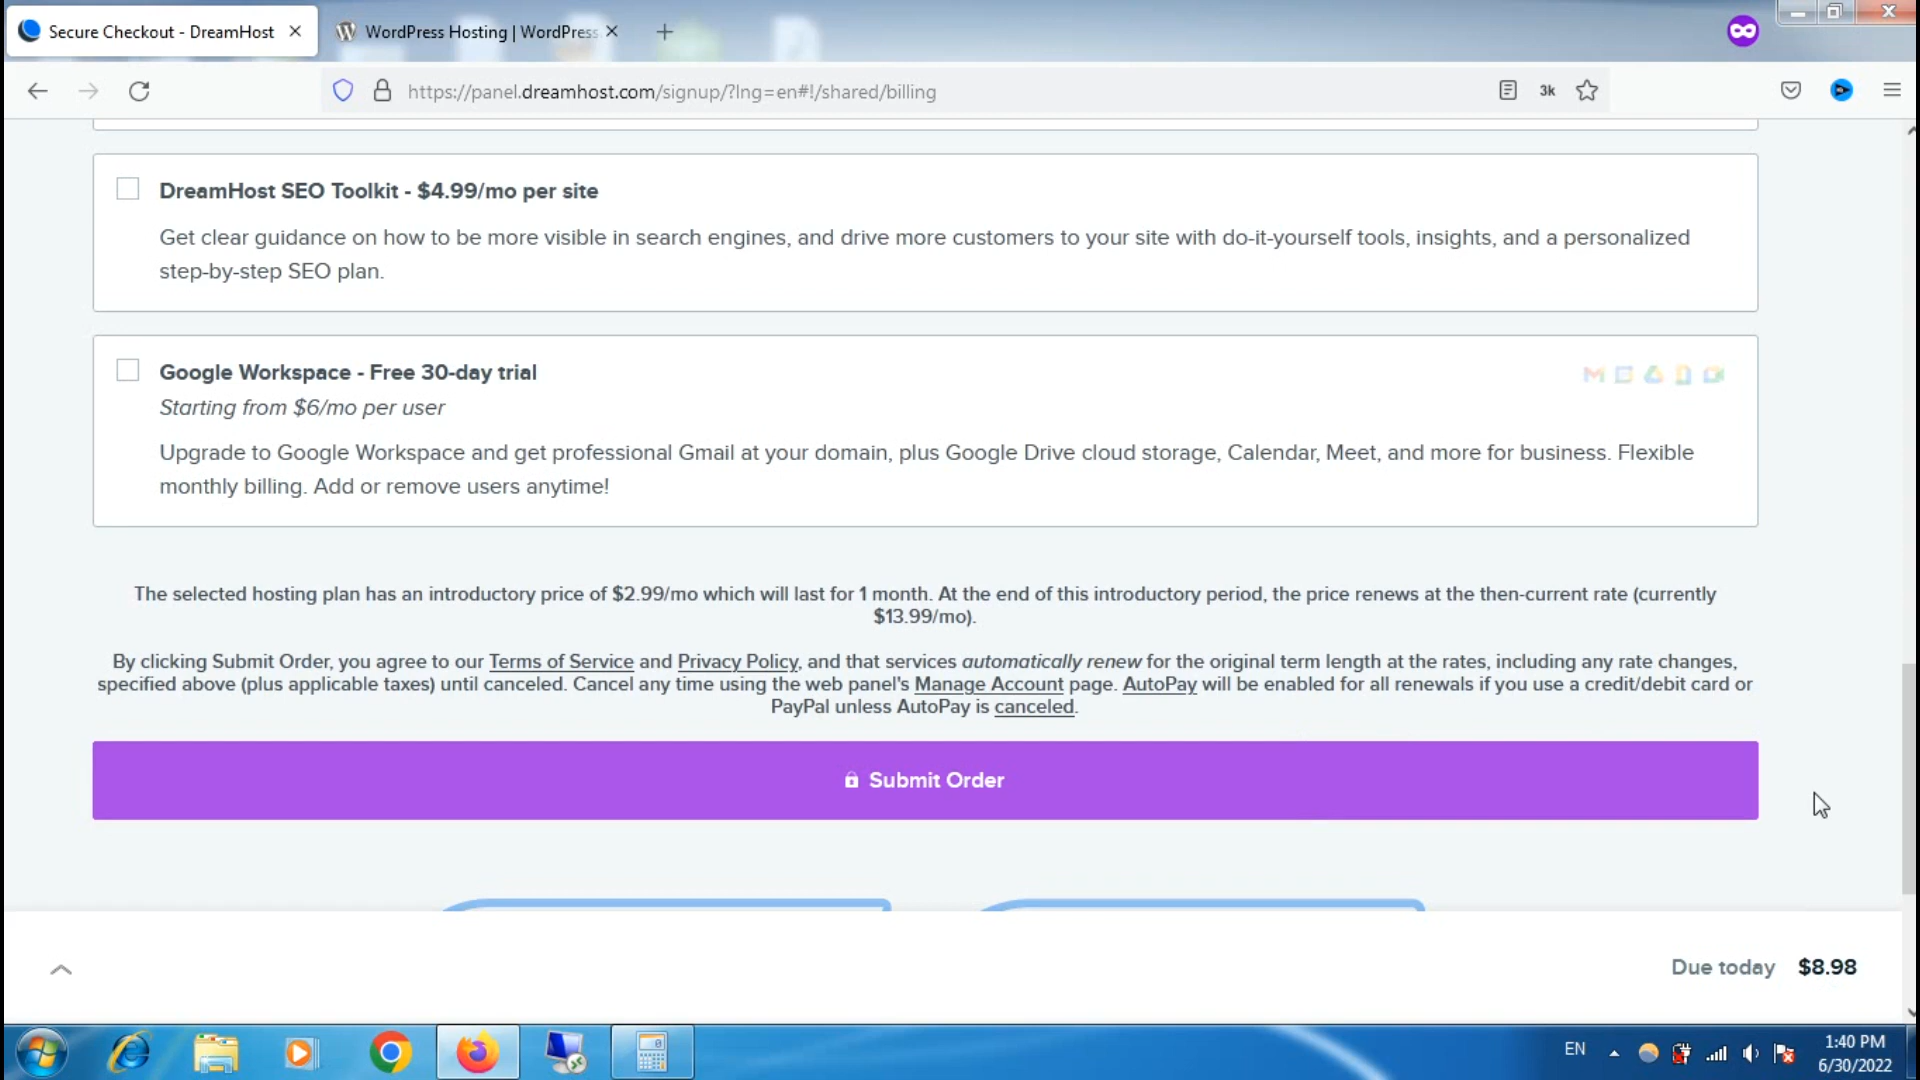 Secure Checkout - DreamHost
WordPress Hosting | WordPress
https://panel.dreamhost.com/signup/?lng=en#!/shared/billing
3k
DreamHost SEO Toolkit - $4.99/mo per site
Get clear guidance on how to be more visible in search engines, and drive more customers to your site with do-it-yourself tools, insights, and a personalized
step-by-step SEO plan.
Google Workspace - Free 30-day trial
Starting from $6/mo per user
Upgrade to Google Workspace and get professional Gmail at your domain, plus Google Drive cloud storage, Calendar, Meet, and more for business. Flexible
monthly billing. Add or remove users anytime!
The selected hosting plan has an introductory price of $2.99/mo which will last for 1 month. At the end of this introductory period, the price renews at the then-current rate (currently
$13.99/mo).
By clicking Submit Order, you agree to our Terms of Service and Privacy Policy, and that services automatically renew for the original term length at the rates, including any rate changes,
specified above (plus applicable taxes) until canceled. Cancel any time using the web panel's Manage Account page. AutoPay will be enabled for all renewals if you use a credit/debit card or
PayPal unless AutoPay is canceled.
Submit Order
Due today $8.98
EN
1:40 PM
6/30/2022